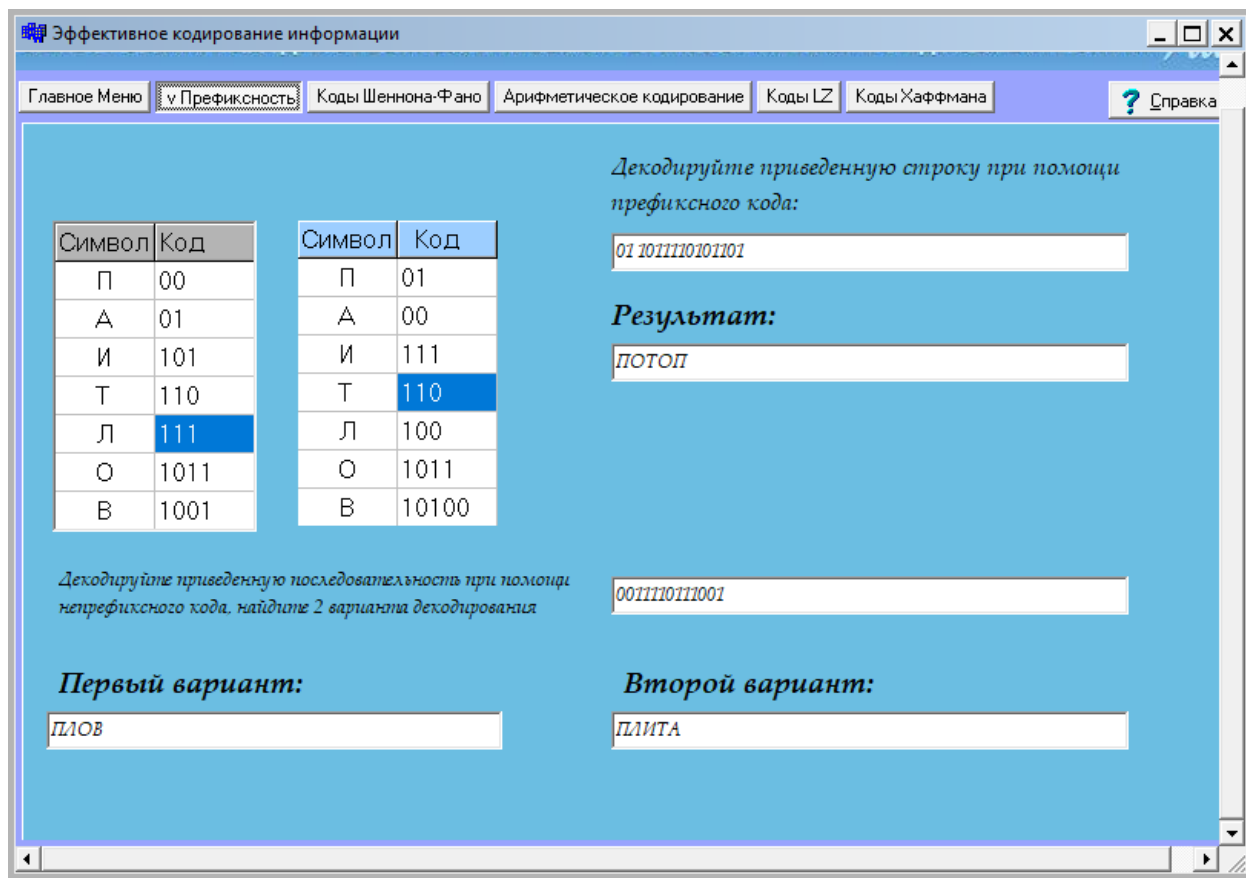 Эффективное кодирование информации
Главное Меню v Префиксность Коды Шеннона-Фано Арифметическое кодирование Коды LZ Коды Хаффмана ? Справка
Декодируйте приведенную строку при помощи
префиксного кода:
01 1011110101101
Результат:
ПОТОП
Символ Код
П 00
А 01
И 101
Т 110
Л 111
О 1011
В 1001
Символ Код
П 01
А 00
И 111
Т 110
Л 100
О 1011
В 10100
Декодируйте приведенную последовательность при помощи
непрефиксного кода, найдите 2 варианта декодирования
0011110111001
Первый вариант:
ПЛОВ
Второй вариант:
ПЛИТА